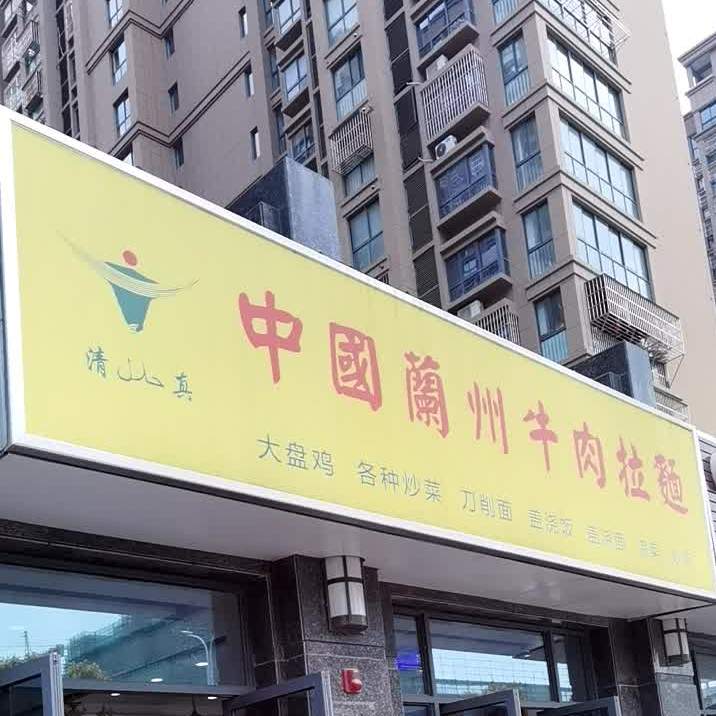 中國蘭州牛肉拉麵
清 حلال 真
大盘鸡 各种炒菜 刀削面 盖浇饭 盖浇面